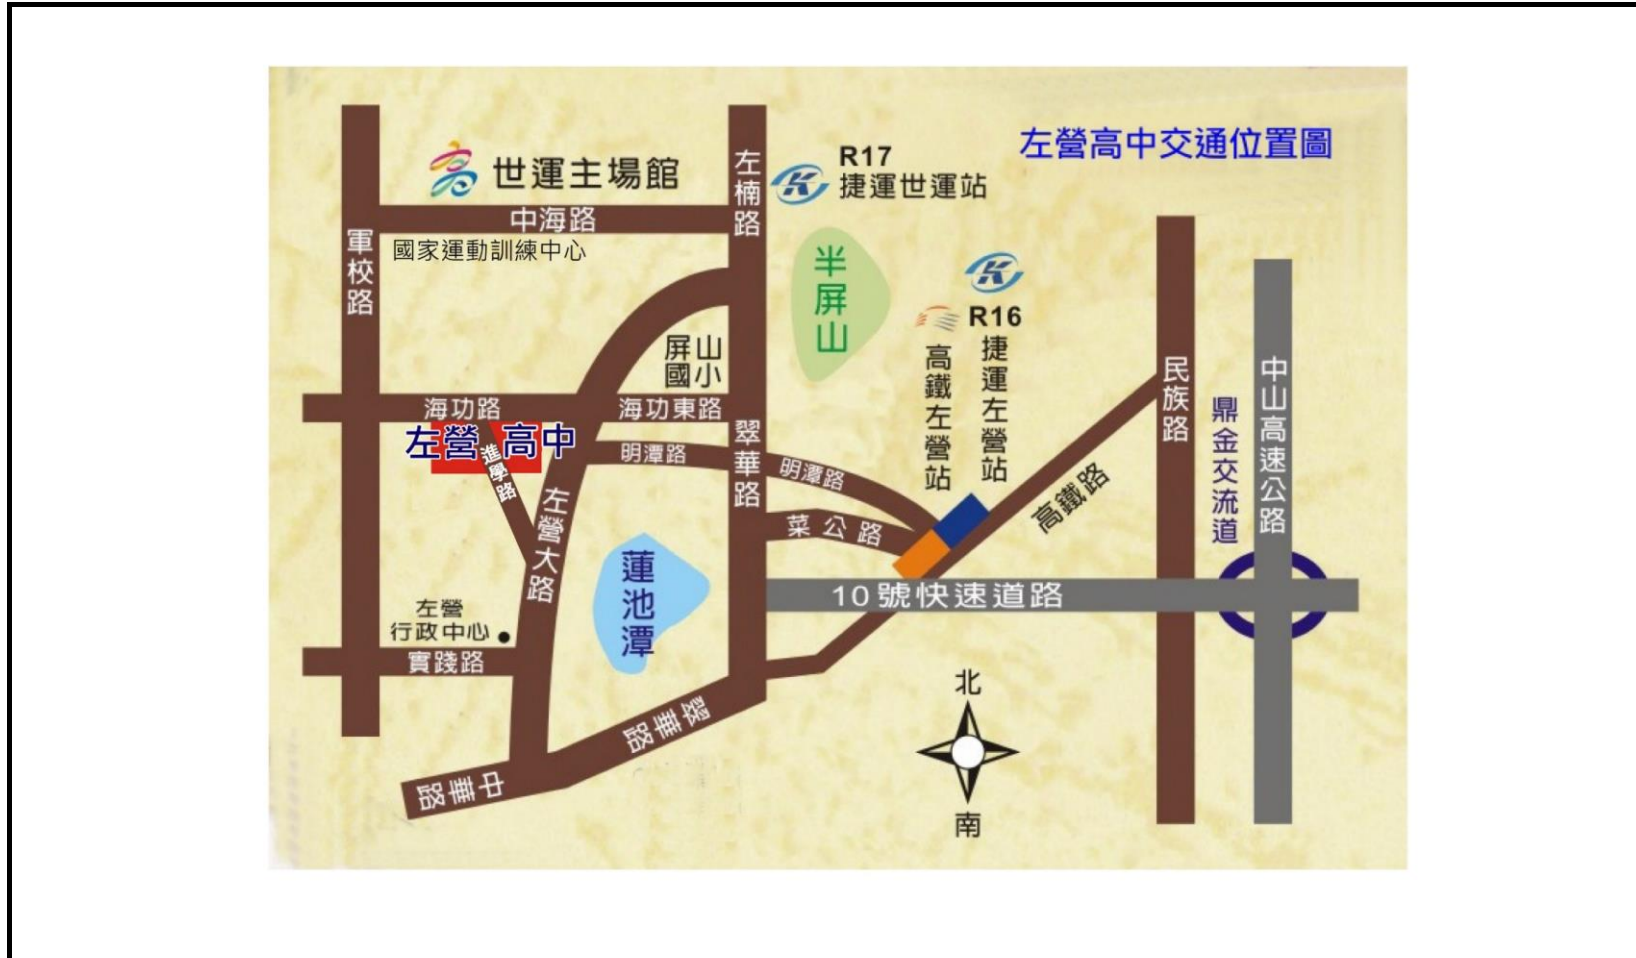 左營高中交通位置圖
世運主場館
R17
捷運世運站
左楠路
中海路
國家運動訓練中心
軍校路
半屏山
R16
捷運左營站
高鐵左營站
屏山
國小
民族路
中山高速公路
鼎金交流道
海功路
海功東路
左營 高中
進學路
明潭路
翠華路
明潭路
左營大路
菜公路
高鐵路
蓮池潭
10號快速道路
左營
行政中心
實踐路
翠華路
中華路
北
南